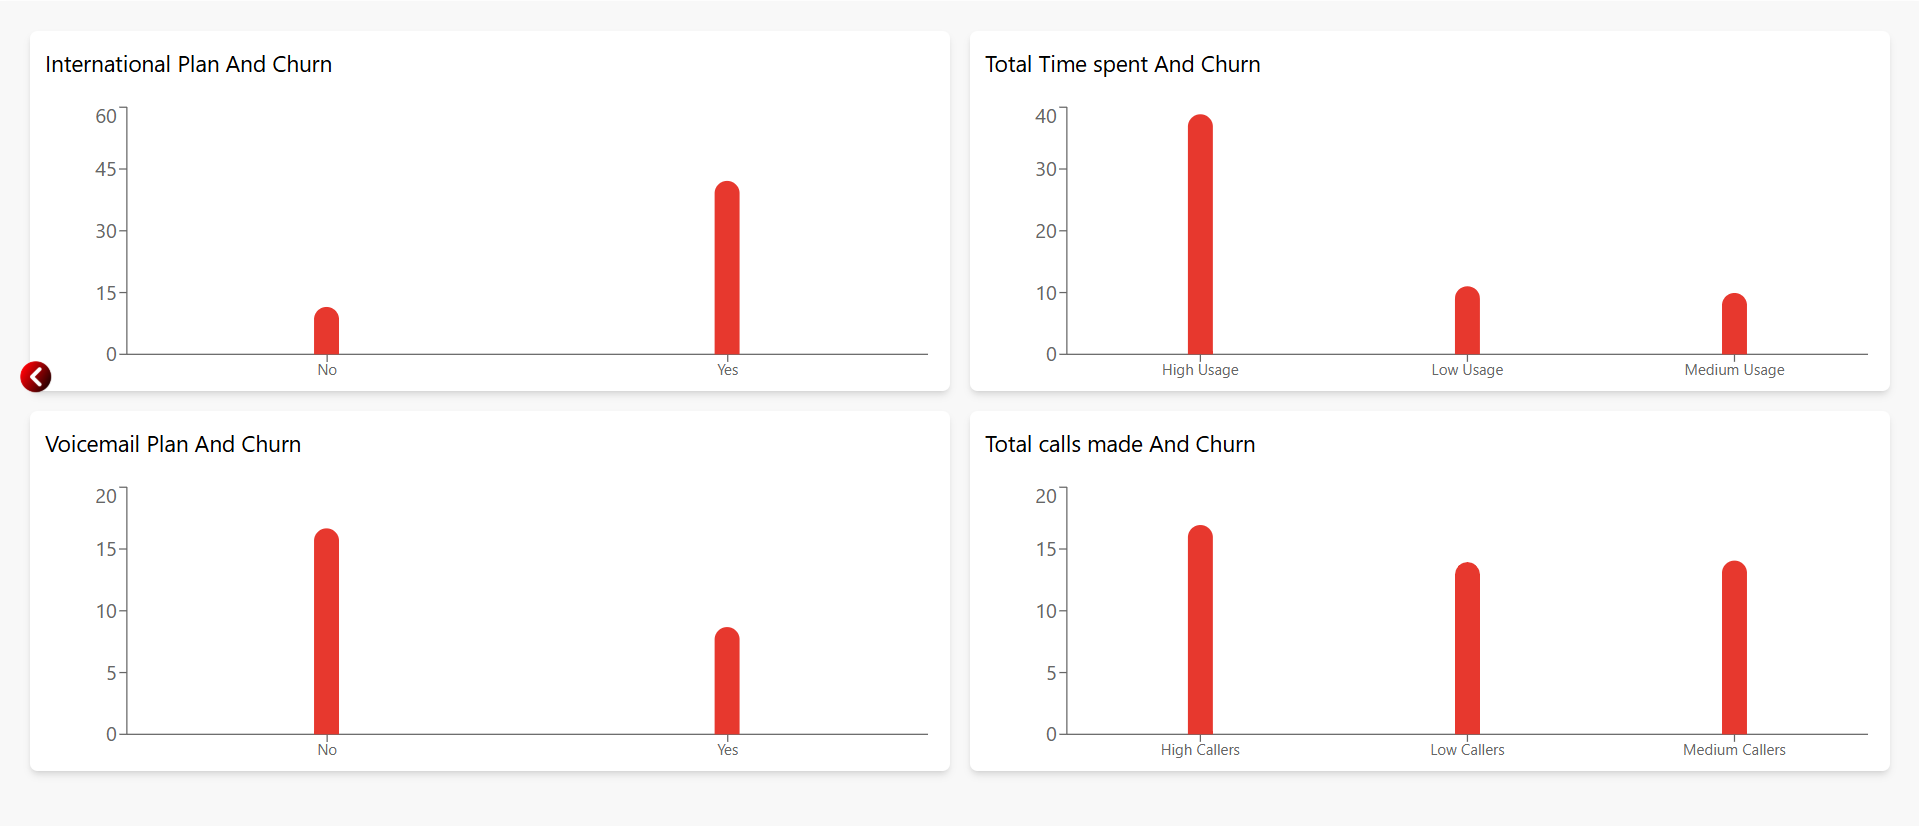 International Plan And Churn
60
45
30
15
0
No Yes
Total Time spent And Churn
40
30
20
10
0
High Usage Low Usage Medium Usage
Voicemail Plan And Churn
20
15
10
5
0
No Yes
Total calls made And Churn
20
15
10
5
0
High Callers Low Callers Medium Callers